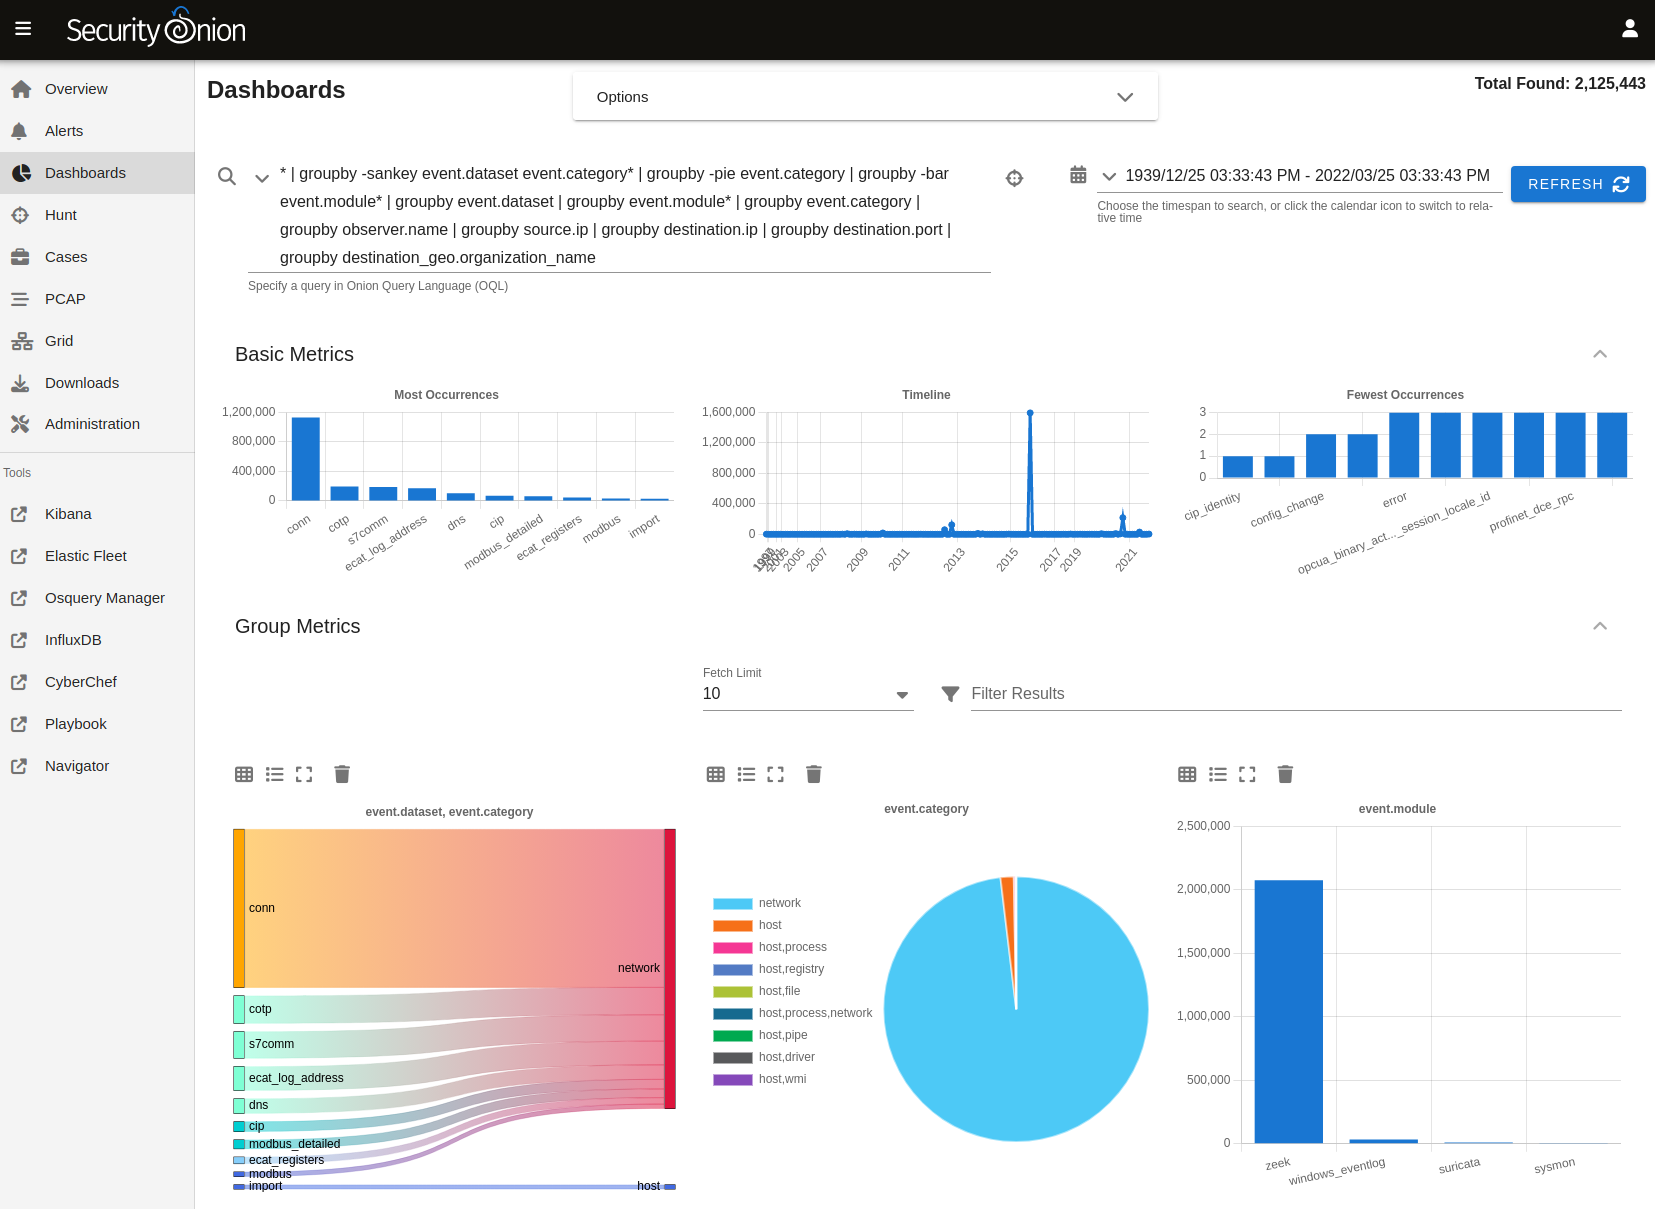 Security Onion
Overview
Alerts
Dashboards
Hunt
Cases
PCAP
Grid
Downloads
Administration
Tools
Kibana
Elastic Fleet
Osquery Manager
InfluxDB
CyberChef
Playbook
Navigator
Dashboards
Options
Total Found: 2,125,443
* | groupby -sankey event.dataset event.category* | groupby -pie event.category | groupby -bar
event.module* | groupby event.dataset | groupby event.module* | groupby event.category |
groupby observer.name | groupby source.ip | groupby destination.ip | groupby destination.port |
groupby destination_geo.organization_name
Specify a query in Onion Query Language (OQL)
1939/12/25 03:33:43 PM - 2022/03/25 03:33:43 PM
Choose the timespan to search, or click the calendar icon to switch to rela-
tive time
REFRESH
Basic Metrics
Most Occurrences
1,200,000
800,000
400,000
0
conn
cotp
s7comm
ecat_log_address
dns
cip
modbus_detailed
ecat_registers
modbus
import
Timeline
1,600,000
1,200,000
800,000
400,000
0
2003
2005
2007
2009
2011
2013
2015
2017
2019
2021
Fewest Occurrences
3
2
1
0
cip_identity
config_change
error
opcua_binary_act..._session_locale_id
profinet_dce_rpc
Group Metrics
Fetch Limit
10
Filter Results
event.dataset, event.category
conn
network
cotp
s7comm
ecat_log_address
dns
cip
modbus_detailed
ecat_registers
modbus
import
host
event.category
network
host
host,process
host,registry
host,file
host,process,network
host,pipe
host,driver
host,wmi
event.module
2,500,000
2,000,000
1,500,000
1,000,000
500,000
0
zeek
windows_eventlog
suricata
sysmon